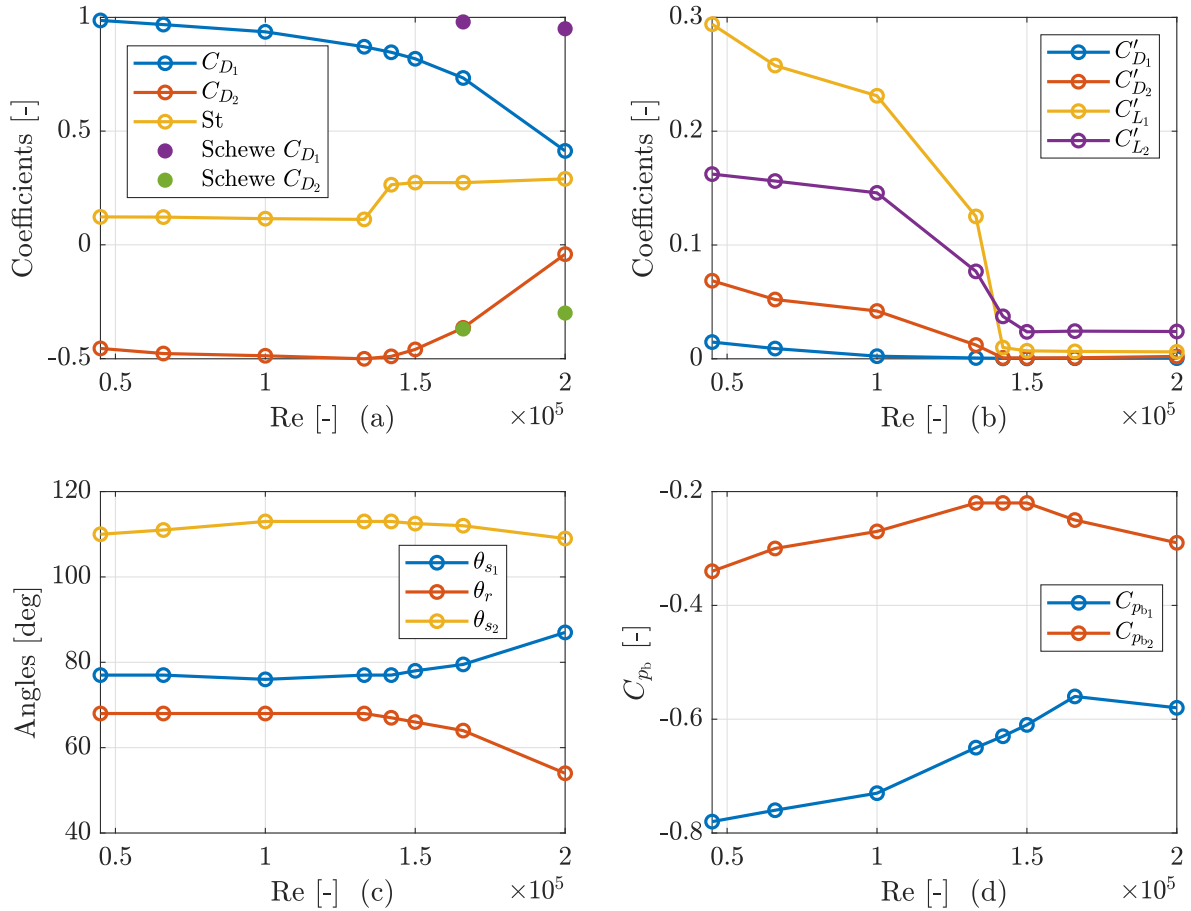 1
0.5
0
-0.5
Coefficients [-]
C_{D_1}
C_{D_2}
St
Schewe C_{D_1}
Schewe C_{D_2}
0.5
1
1.5
2
×10^5
Re [-] (a)
0.3
0.2
0.1
0
Coefficients [-]
C'_{D_1}
C'_{D_2}
C'_{L_1}
C'_{L_2}
0.5
1
1.5
2
×10^5
Re [-] (b)
120
100
80
60
40
Angles [deg]
θ_{s_1}
θ_r
θ_{s_2}
0.5
1
1.5
2
×10^5
Re [-] (c)
-0.2
-0.4
-0.6
-0.8
C_{p_b} [-]
C_{p_{b_1}}
C_{p_{b_2}}
0.5
1
1.5
2
×10^5
Re [-] (d)